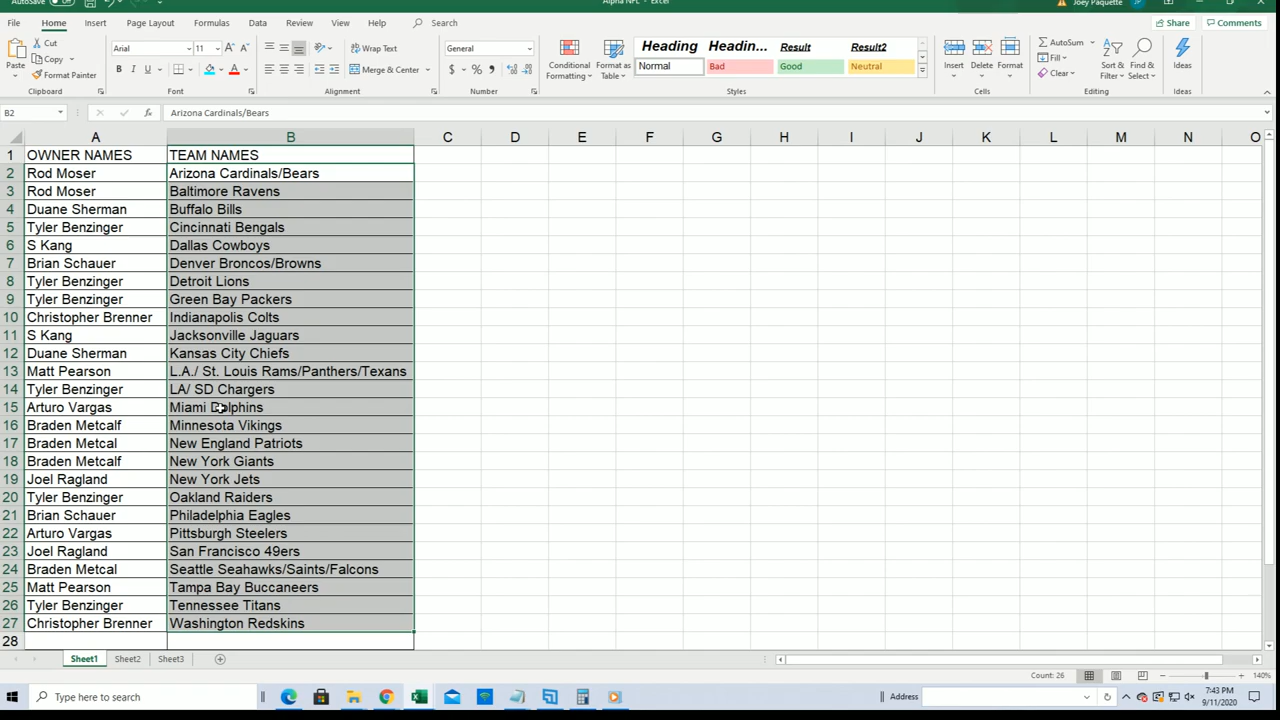 AutoSave Off Alpha NFL - Excel Joey Paquette JP
File Home Insert Page Layout Formulas Data Review View Help Search Share Comments
Paste Cut Copy Format Painter Clipboard
Arial 11 B I U A Font
Wrap Text Merge & Center Alignment
General $ % Number
Conditional Formatting Format as Table
Heading Headin... Result Result2
Normal Bad Good Neutral
Styles
Insert Delete Format Cells
AutoSum Fill Clear Sort & Filter Find & Select Editing
Ideas Ideas
B2 fx Arizona Cardinals/Bears
A B C D E F G H I J K L M N O
1 OWNER NAMES TEAM NAMES
2 Rod Moser Arizona Cardinals/Bears
3 Rod Moser Baltimore Ravens
4 Duane Sherman Buffalo Bills
5 Tyler Benzinger Cincinnati Bengals
6 S Kang Dallas Cowboys
7 Brian Schauer Denver Broncos/Browns
8 Tyler Benzinger Detroit Lions
9 Tyler Benzinger Green Bay Packers
10 Christopher Brenner Indianapolis Colts
11 S Kang Jacksonville Jaguars
12 Duane Sherman Kansas City Chiefs
13 Matt Pearson L.A./ St. Louis Rams/Panthers/Texans
14 Tyler Benzinger LA/ SD Chargers
15 Arturo Vargas Miami Dolphins
16 Braden Metcalf Minnesota Vikings
17 Braden Metcal New England Patriots
18 Braden Metcalf New York Giants
19 Joel Ragland New York Jets
20 Tyler Benzinger Oakland Raiders
21 Brian Schauer Philadelphia Eagles
22 Arturo Vargas Pittsburgh Steelers
23 Joel Ragland San Francisco 49ers
24 Braden Metcal Seattle Seahawks/Saints/Falcons
25 Matt Pearson Tampa Bay Buccaneers
26 Tyler Benzinger Tennessee Titans
27 Christopher Brenner Washington Redskins
28
Sheet1 Sheet2 Sheet3
Count: 26 140%
Type here to search Address 7:43 PM
9/11/2020